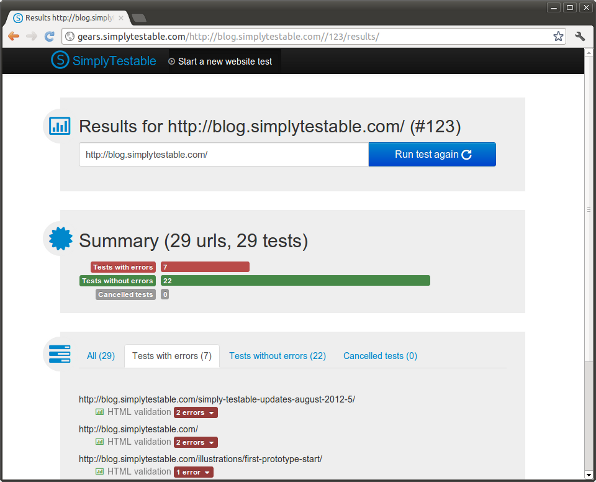 Results http://blog.simply
gears.simplytestable.com/http://blog.simplytestable.com//123/results/
SimplyTestable
Start a new website test
Results for http://blog.simplytestable.com/ (#123)
http://blog.simplytestable.com/
Run test again
Summary (29 urls, 29 tests)
Tests with errors 7
Tests without errors 22
Cancelled tests 0
All (29) Tests with errors (7) Tests without errors (22) Cancelled tests (0)
http://blog.simplytestable.com/simply-testable-updates-august-2012-5/
HTML validation 2 errors
http://blog.simplytestable.com/
HTML validation 2 errors
http://blog.simplytestable.com/illustrations/first-prototype-start/
HTML validation 1 error